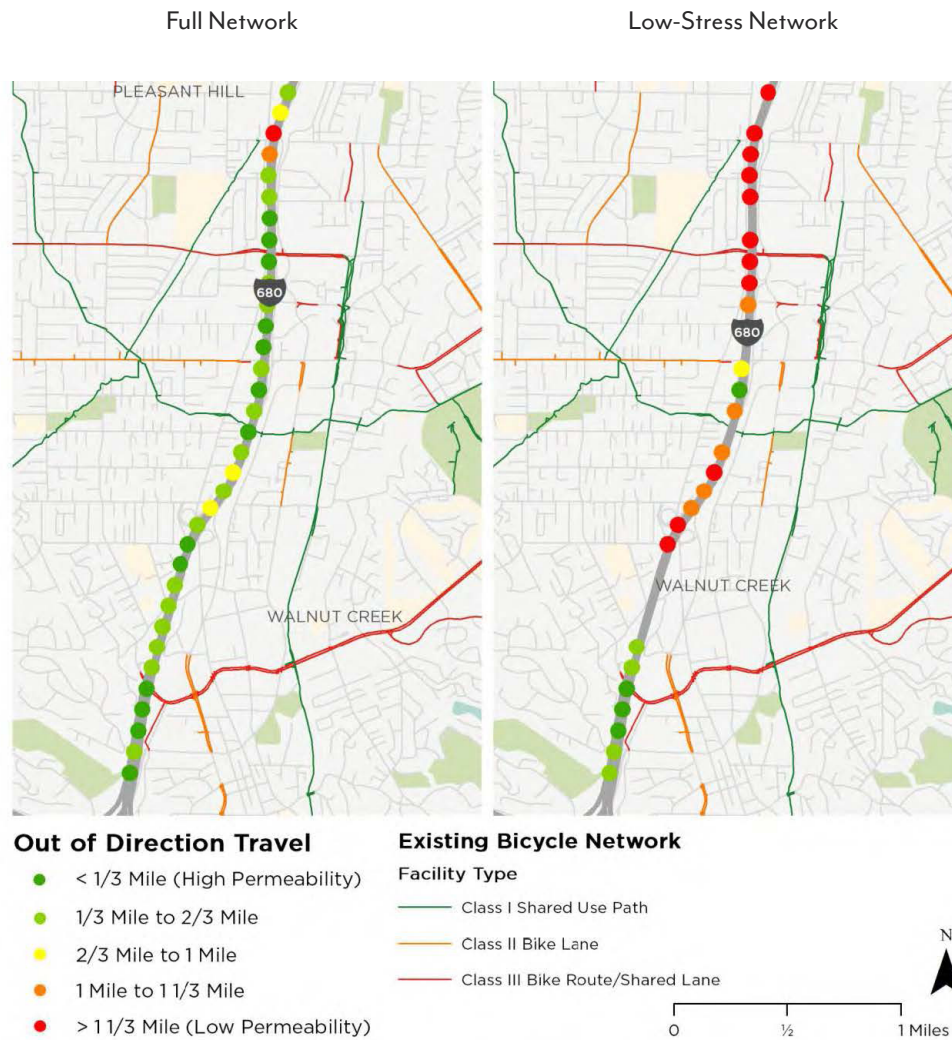 Full Network
Low-Stress Network
PLEASANT HILL
680
WALNUT CREEK
680
WALNUT CREEK
Out of Direction Travel
< 1/3 Mile (High Permeability)
1/3 Mile to 2/3 Mile
2/3 Mile to 1 Mile
1 Mile to 1 1/3 Mile
> 1 1/3 Mile (Low Permeability)
Existing Bicycle Network
Facility Type
Class I Shared Use Path
Class II Bike Lane
Class III Bike Route/Shared Lane
N
0 ½ 1 Miles